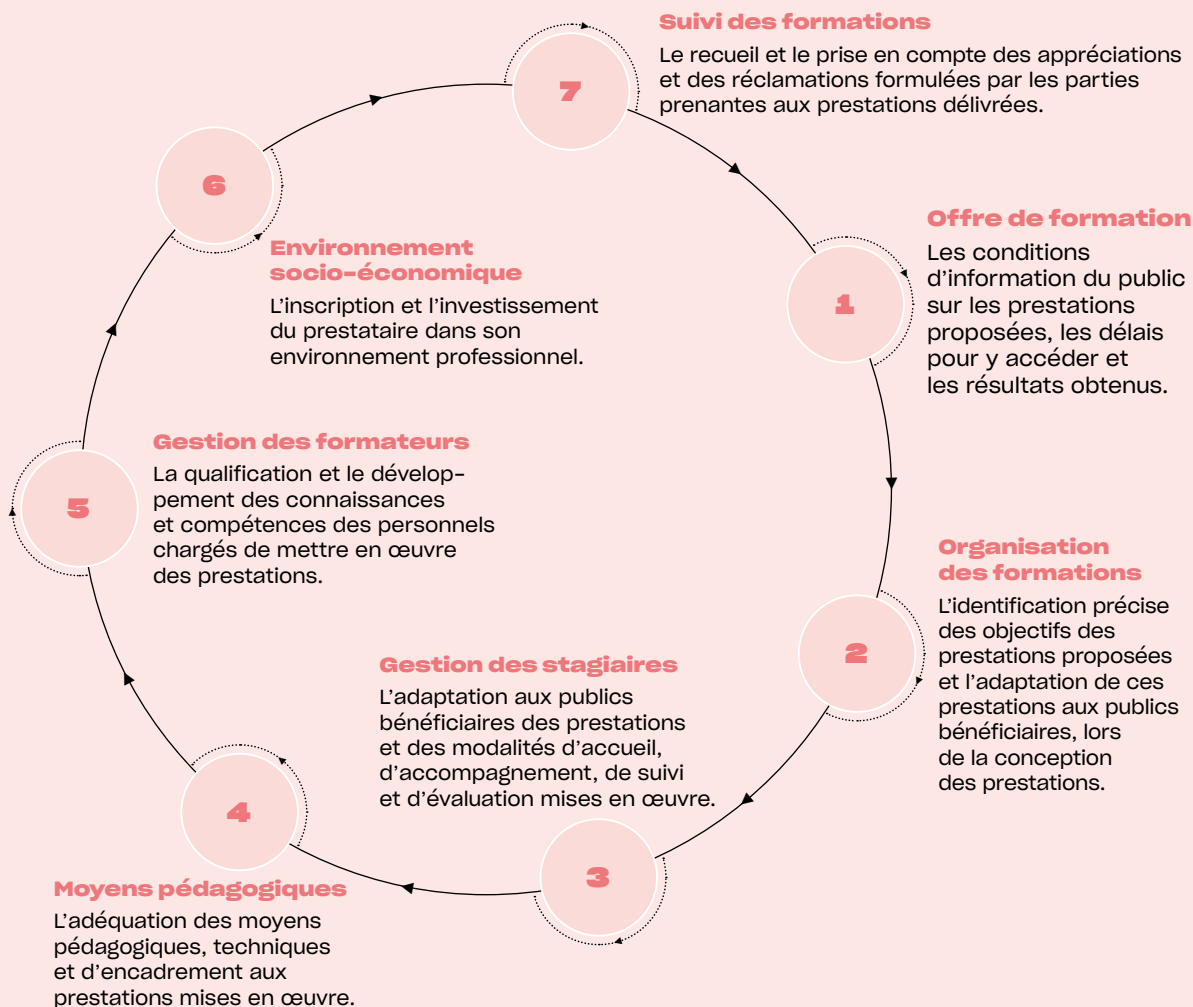 7
Suivi des formations
Le recueil et le prise en compte des appréciations
et des réclamations formulées par les parties
prenantes aux prestations délivrées.
1
Offre de formation
Les conditions
d'information du public
sur les prestations
proposées, les délais
pour y accéder et
les résultats obtenus.
2
Organisation
des formations
L'identification précise
des objectifs des
prestations proposées
et l'adaptation de ces
prestations aux publics
bénéficiaires, lors
de la conception
des prestations.
3
Gestion des stagiaires
L'adaptation aux publics
bénéficiaires des prestations
et des modalités d'accueil,
d'accompagnement, de suivi
et d'évaluation mises en œuvre.
4
Moyens pédagogiques
L'adéquation des moyens
pédagogiques, techniques
et d'encadrement aux
prestations mises en œuvre.
5
Gestion des formateurs
La qualification et le dévelop-
pement des connaissances
et compétences des personnels
chargés de mettre en œuvre
des prestations.
6
Environnement
socio-économique
L'inscription et l'investissement
du prestataire dans son
environnement professionnel.